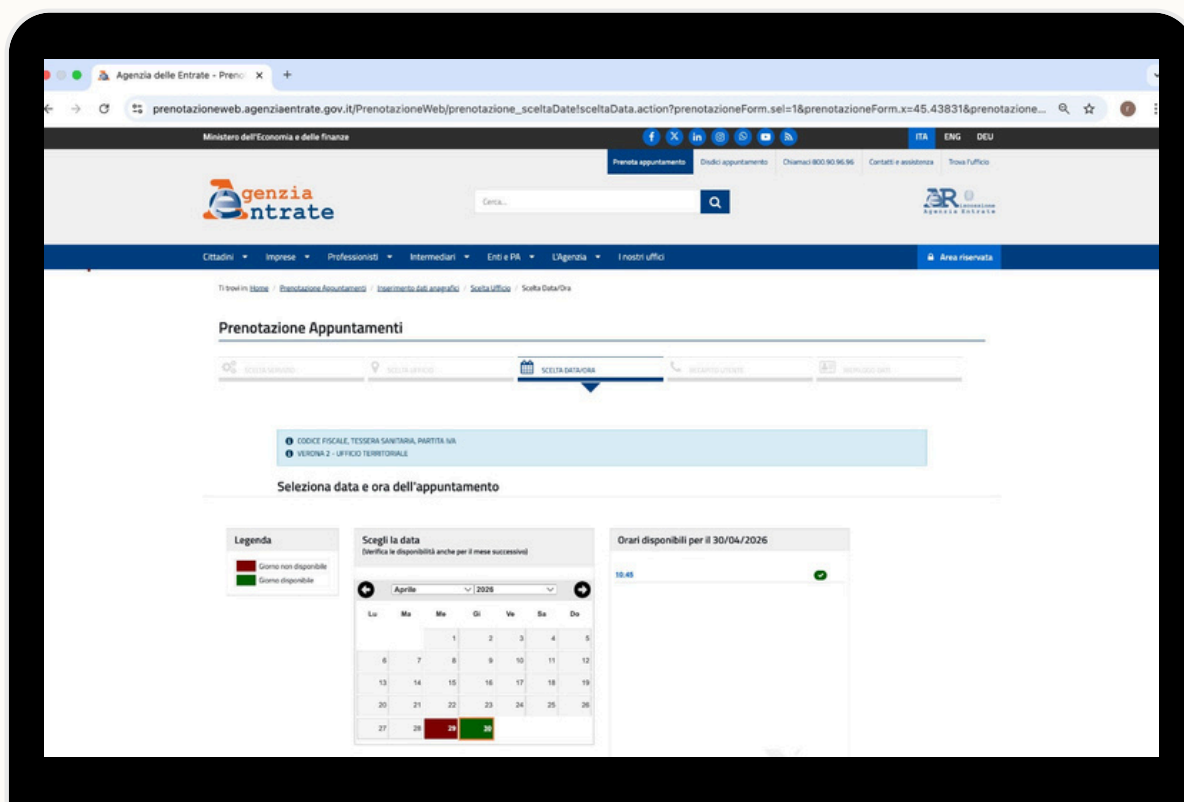 Agenzia delle Entrate - Preno
prenotazioneweb.agenziaentrate.gov.it/PrenotazioneWeb/prenotazione_sceltaDate!sceltaData.action?prenotazioneForm.sel=1&prenotazioneForm.x=45.43831&prenotazione...
Ministero dell'Economia e delle finanze
ITA ENG DEU
Prenota appuntamento Disdici appuntamento Chiamaci 800.90.96.96 Contatti e assistenza Trova l'ufficio
genzia
ntrate
Cerca...
Agenzia Entrate
Cittadini Imprese Professionisti Intermediari Enti e PA L'Agenzia I nostri uffici Area riservata
Ti trovi in: Home / Prenotazione Appuntamenti / Inserimento dati anagrafici / Scelta Ufficio / Scelta Data/Ora
Prenotazione Appuntamenti
SCELTA SERVIZIO SCELTA UFFICIO SCELTA DATA/ORA
CODICE FISCALE, TESSERA SANITARIA, PARTITA IVA
VERONA 2 - UFFICIO TERRITORIALE
Seleziona data e ora dell'appuntamento
Legenda
Giorno non disponibile
Giorno disponibile
Scegli la data
(Verifica le disponibilità anche per il mese successivo)
Aprile 2026
Lu Ma Me Gi Ve Sa Do
1 2 3 4 5
6 7 8 9 10 11 12
13 14 15 16 17 18 19
20 21 22 23 24 25 26
27 28 29 30
Orari disponibili per il 30/04/2026
10.45